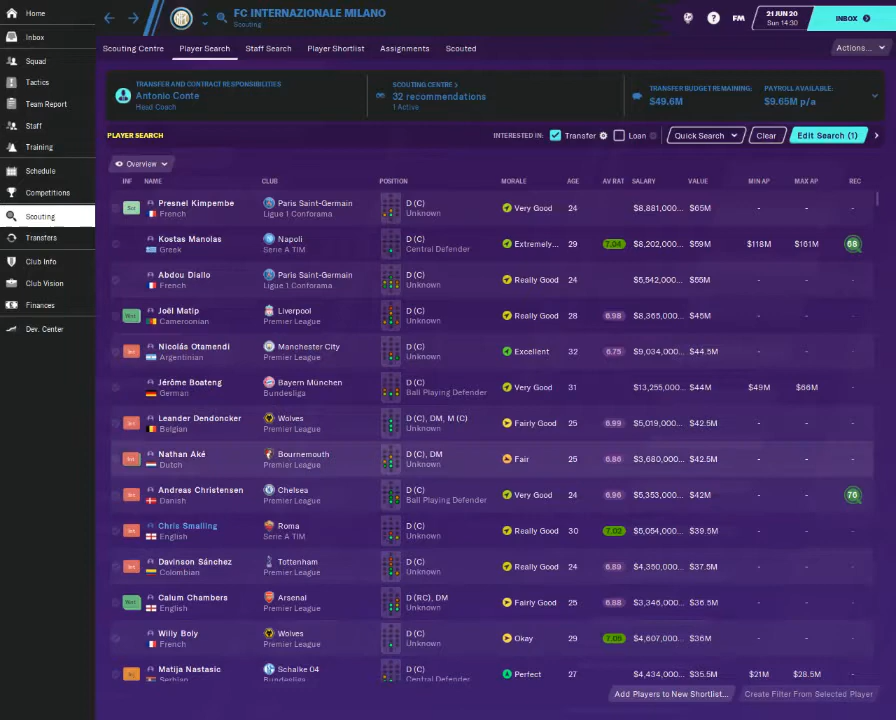 Home
Inbox
Squad
Tactics
Team Report
Staff
Training
Schedule
Competitions
Scouting
Transfers
Club Info
Club Vision
Finances
Dev. Center
FC INTERNAZIONALE MILANO
Scouting
FM
21 JUN 20
Sun 14:30
INBOX
Scouting Centre Player Search Staff Search Player Shortlist Assignments Scouted
Actions...
TRANSFER AND CONTRACT RESPONSIBILITIES
Antonio Conte
Head Coach
SCOUTING CENTRE >
32 recommendations
1 Active
TRANSFER BUDGET REMAINING: PAYROLL AVAILABLE:
$49.6M $9.65M p/a
PLAYER SEARCH
INTERESTED IN: Transfer Loan Quick Search Clear Edit Search (1)
Overview
INF NAME CLUB POSITION MORALE AGE AV RAT SALARY VALUE MIN AP MAX AP REC
Presnel Kimpembe Paris Saint-Germain D (C)
French Ligue 1 Conforama Unknown
Very Good 24 $8,881,000... $65M - - -
Kostas Manolas Napoli D (C)
Greek Serie A TIM Central Defender
Extremely... 29 7.04 $8,202,000... $59M $118M $161M 68
Abdou Diallo Paris Saint-Germain D (C)
French Ligue 1 Conforama Unknown
Really Good 24 $5,542,000... $55M - - -
Wnt
Joël Matip Liverpool D (C)
Cameroonian Premier League Unknown
Really Good 28 6.98 $8,365,000... $45M - - -
Int
Nicolás Otamendi Manchester City D (C)
Argentinian Premier League Unknown
Excellent 32 6.75 $9,034,000... $44.5M - - -
Jérôme Boateng Bayern München D (C)
German Bundesliga Ball Playing Defender
Very Good 31 $13,255,000... $44M $49M $66M -
Int
Leander Dendoncker Wolves D (C), DM, M (C)
Belgian Premier League Unknown
Fairly Good 25 6.99 $5,019,000... $42.5M - - -
Int
Nathan Aké Bournemouth D (C), DM
Dutch Premier League Unknown
Fair 25 6.86 $3,680,000... $42.5M - - -
Int
Andreas Christensen Chelsea D (C)
Danish Premier League Ball Playing Defender
Very Good 24 6.96 $5,353,000... $42M - - 76
Int
Chris Smalling Roma D (C)
English Serie A TIM Unknown
Really Good 30 7.02 $5,054,000... $39.5M - - -
Int
Davinson Sánchez Tottenham D (C)
Colombian Premier League Unknown
Really Good 24 6.89 $4,350,000... $37.5M - - -
Wnt
Calum Chambers Arsenal D (RC), DM
English Premier League Unknown
Fairly Good 25 6.88 $3,346,000... $36.5M - - -
Willy Boly Wolves D (C)
French Premier League Unknown
Okay 29 7.09 $4,607,000... $36M - - -
Matija Nastasic Schalke 04 D (C)
Serbian Bundesliga Central Defender
Perfect 27 $4,434,000... $35.5M $21M $28.5M -
Add Players to New Shortlist... Create Filter From Selected Player